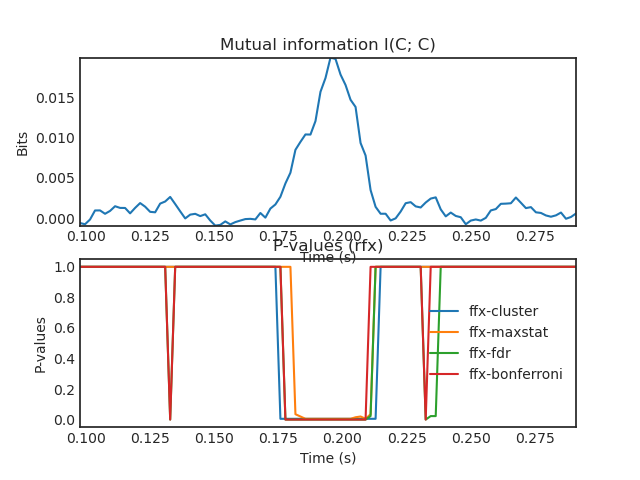 Mutual information I(C; C)
Bits
0.015
0.010
0.005
0.000
0.100 0.125 0.150 0.175 0.200 0.225 0.250 0.275
Time (s)
P-values (rfx)
P-values
1.0
0.8
0.6
0.4
0.2
0.0
ffx-cluster
ffx-maxstat
ffx-fdr
ffx-bonferroni
0.100 0.125 0.150 0.175 0.200 0.225 0.250 0.275
Time (s)